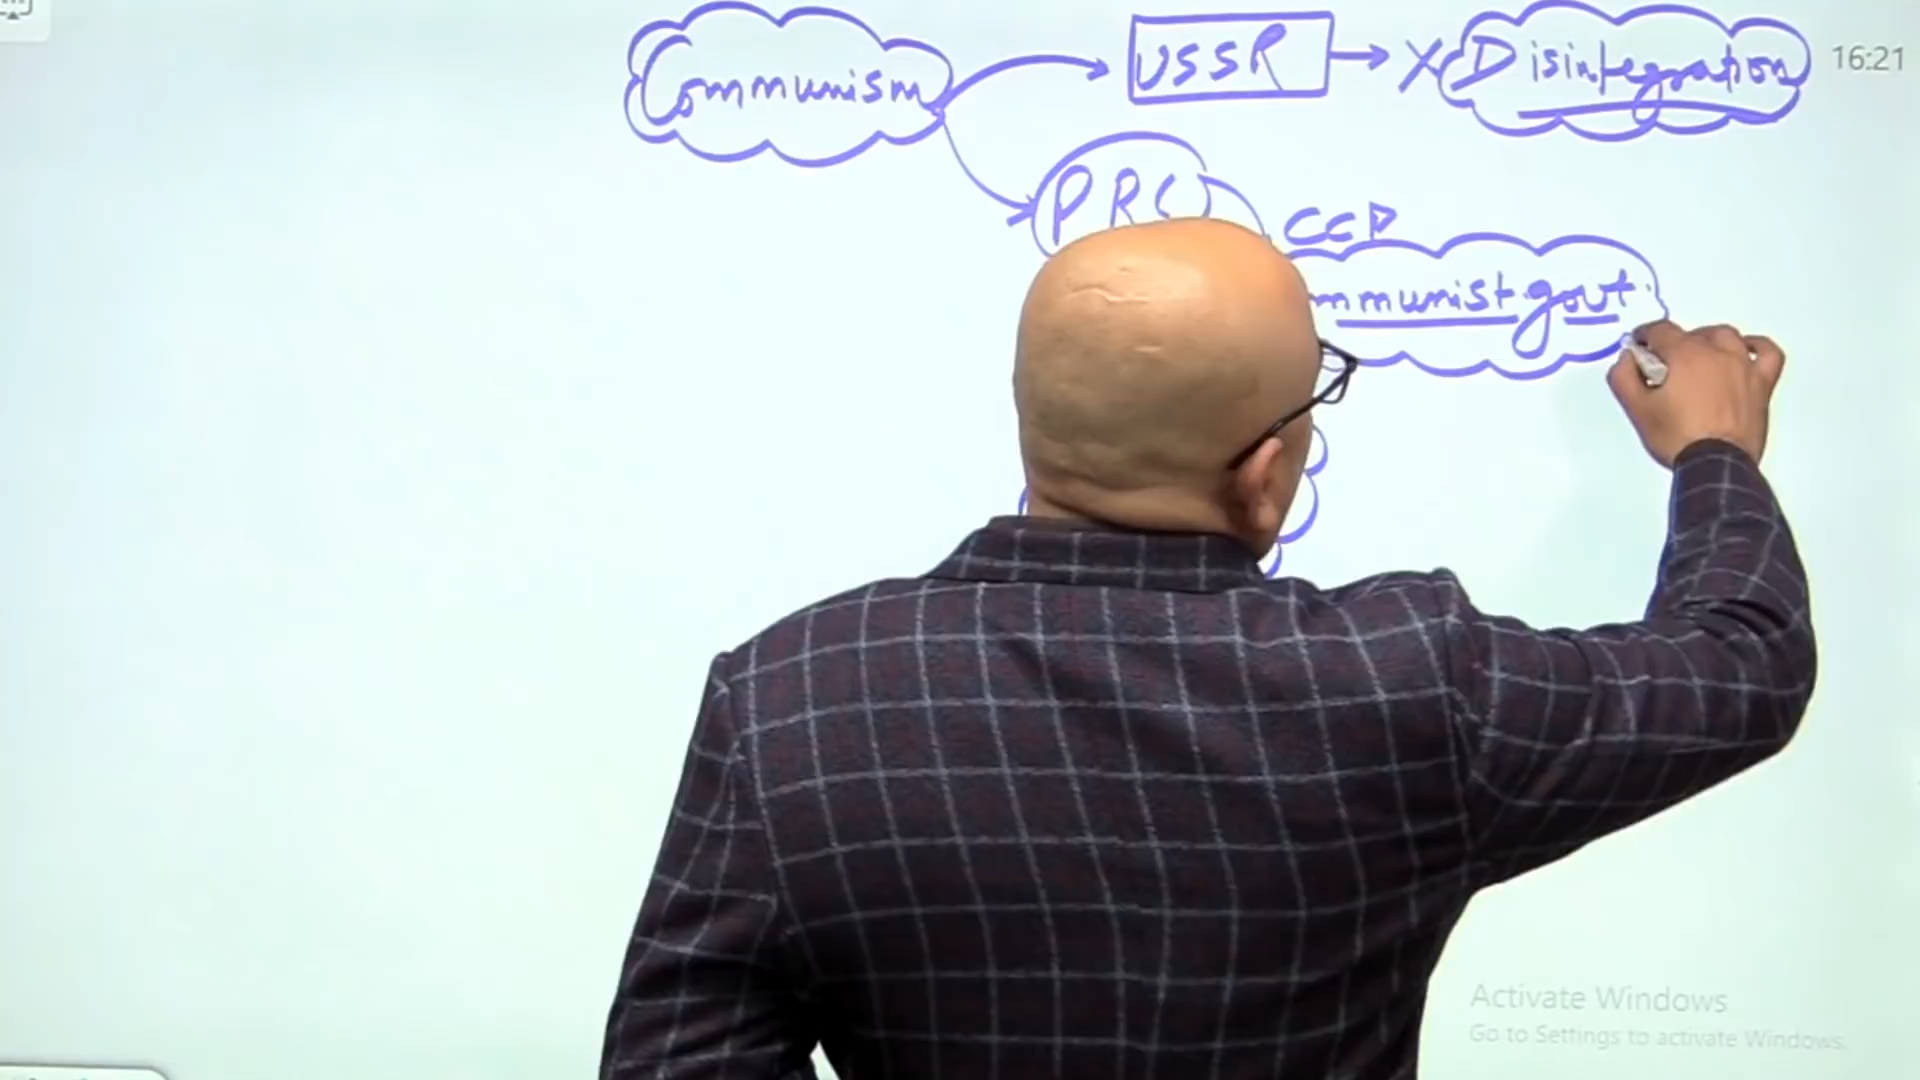 Communism USSR X Disintegration 16:21
PRC
CCP
mmunist govt.
Activate Windows
Go to Settings to activate Windows.